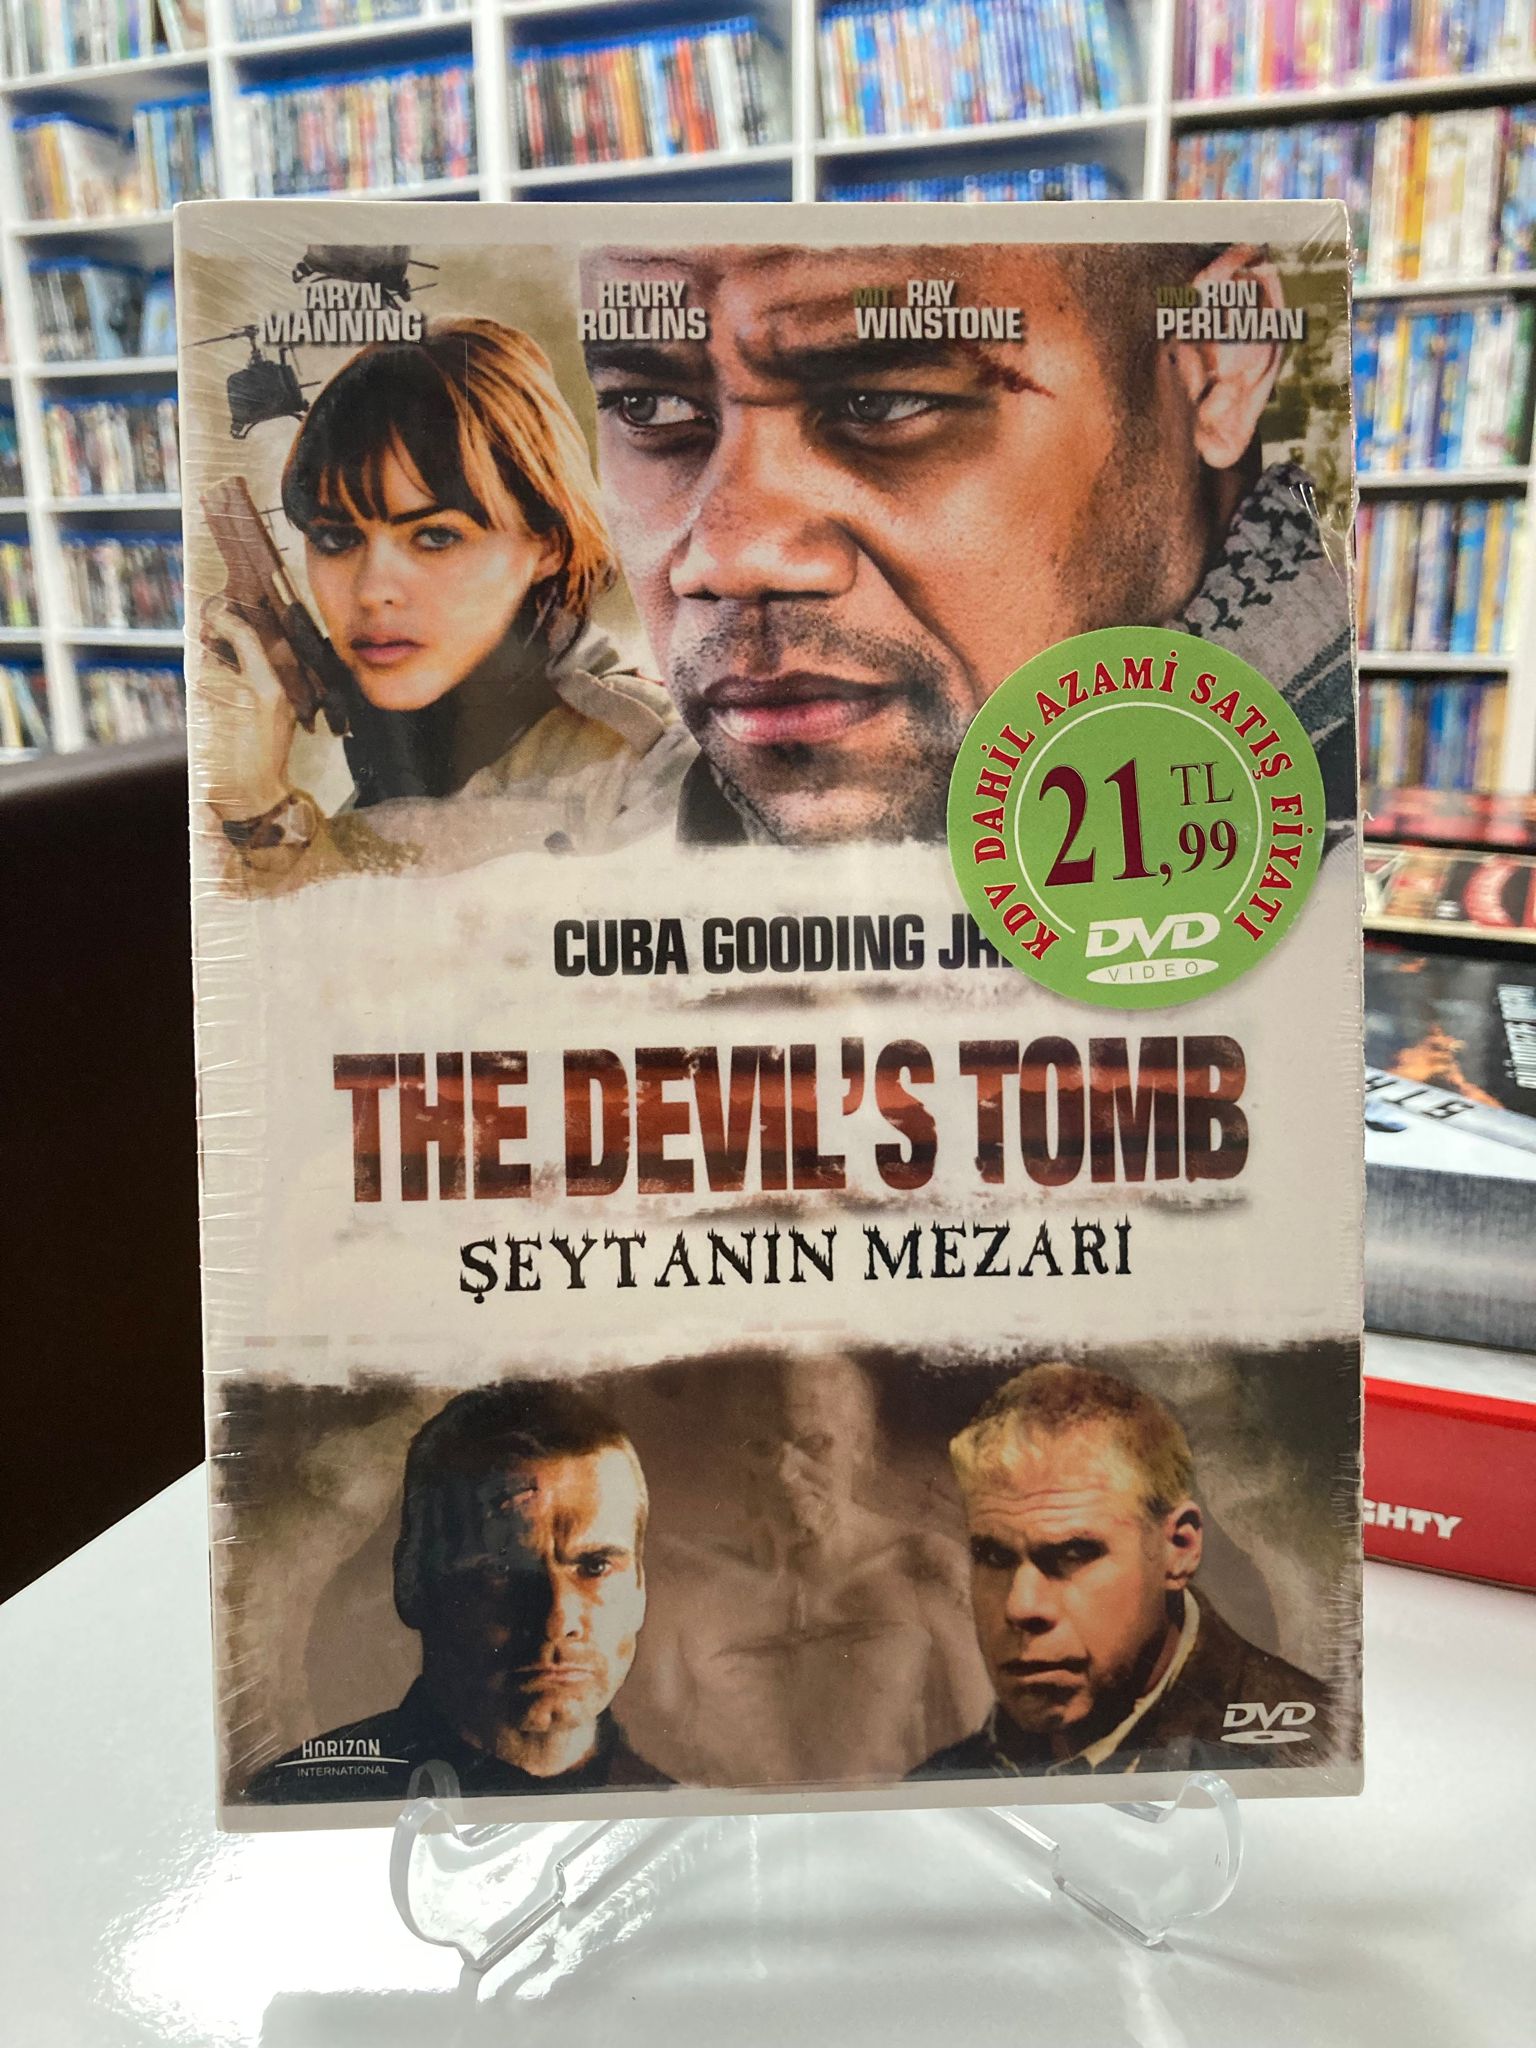 TARYN
MANNING
HENRY
ROLLINS
MIT RAY
WINSTONE
UND RON
PERLMAN
KDV DAHİL AZAMİ SATIŞ FİYATI
21,99 TL
DVD
VIDEO
CUBA GOODING JR.
THE DEVIL'S TOMB
ŞEYTANIN MEZARI
HORIZON
INTERNATIONAL
DVD
GHTY